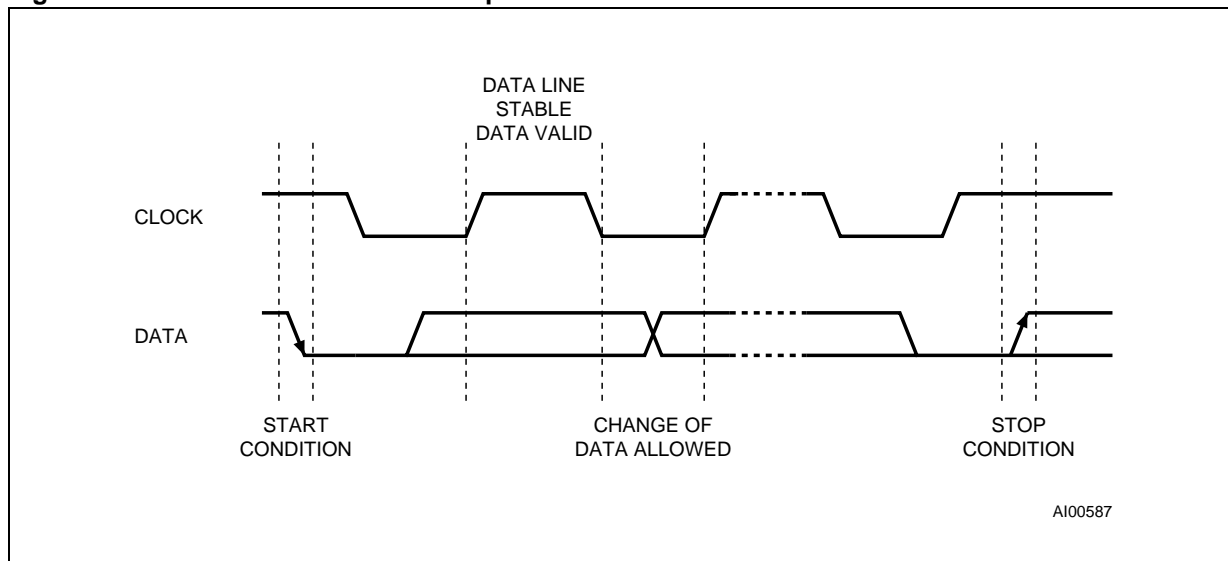 DATA LINE
STABLE
DATA VALID
CLOCK
DATA
START
CONDITION
CHANGE OF
DATA ALLOWED
STOP
CONDITION
AI00587